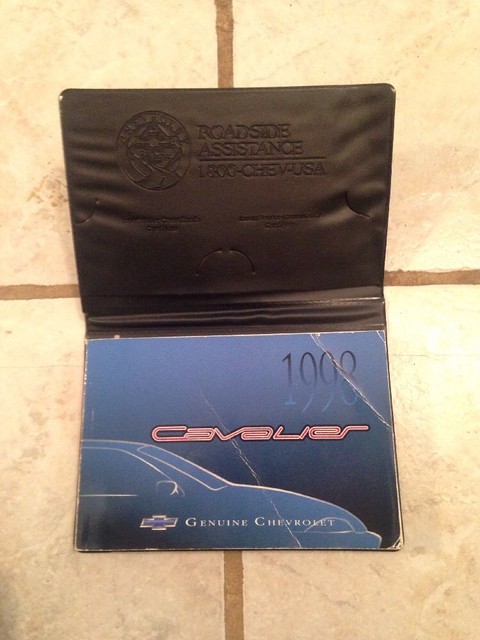 ROADSIDE
ASSISTANCE
1-800-CHEV-USA
1998
Cavalier
GENUINE CHEVROLET